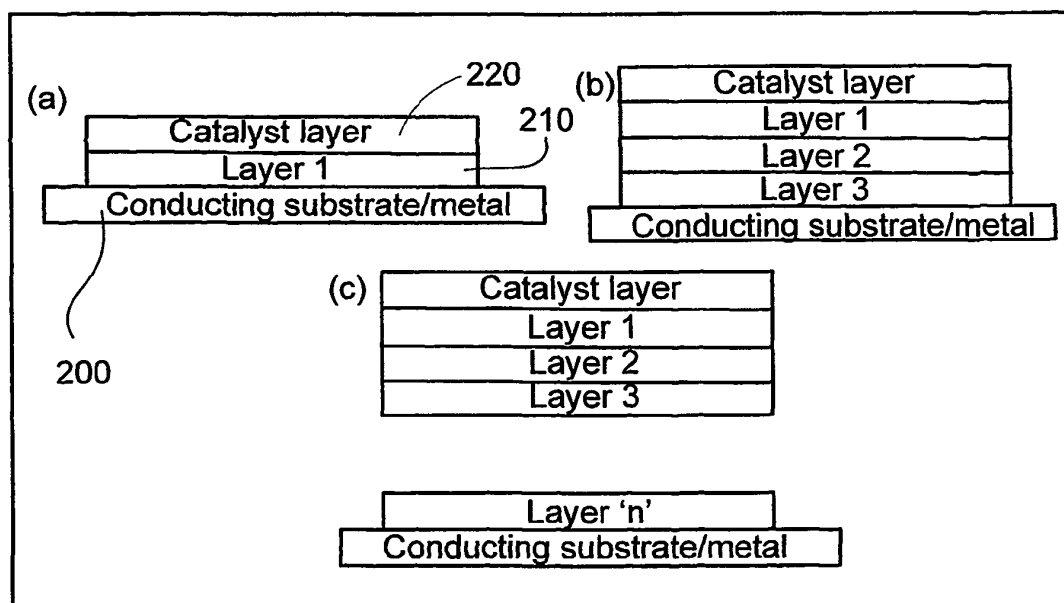 (a)
220
210
Catalyst layer
Layer 1
Conducting substrate/metal
200
(b)
Catalyst layer
Layer 1
Layer 2
Layer 3
Conducting substrate/metal
(c)
Catalyst layer
Layer 1
Layer 2
Layer 3
Layer ‘n’
Conducting substrate/metal